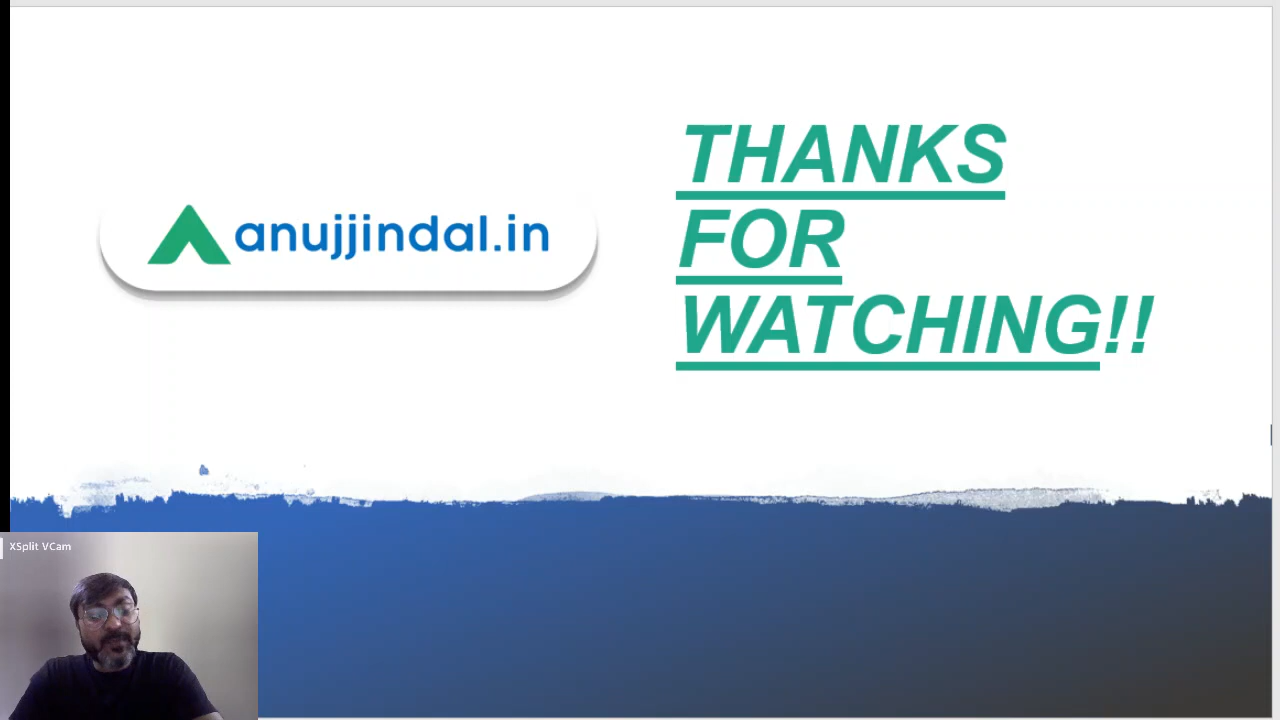 anujjindal.in
THANKS
FOR
WATCHING!!
XSplit VCam